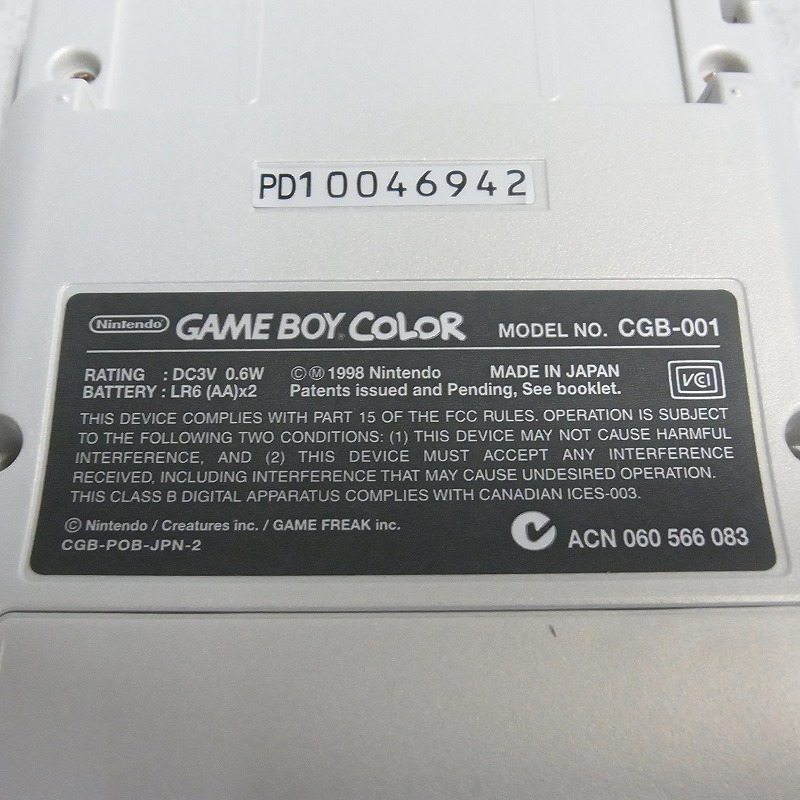 PD10046942
Nintendo GAME BOY COLOR MODEL NO. CGB-001
RATING : DC3V 0.6W ©Ⓜ1998 Nintendo MADE IN JAPAN
BATTERY : LR6 (AA)x2 Patents issued and Pending, See booklet.
VCI
THIS DEVICE COMPLIES WITH PART 15 OF THE FCC RULES. OPERATION IS SUBJECT
TO THE FOLLOWING TWO CONDITIONS: (1) THIS DEVICE MAY NOT CAUSE HARMFUL
INTERFERENCE, AND (2) THIS DEVICE MUST ACCEPT ANY INTERFERENCE
RECEIVED, INCLUDING INTERFERENCE THAT MAY CAUSE UNDESIRED OPERATION.
THIS CLASS B DIGITAL APPARATUS COMPLIES WITH CANADIAN ICES-003.
© Nintendo / Creatures inc. / GAME FREAK inc.
CGB-POB-JPN-2
ACN 060 566 083